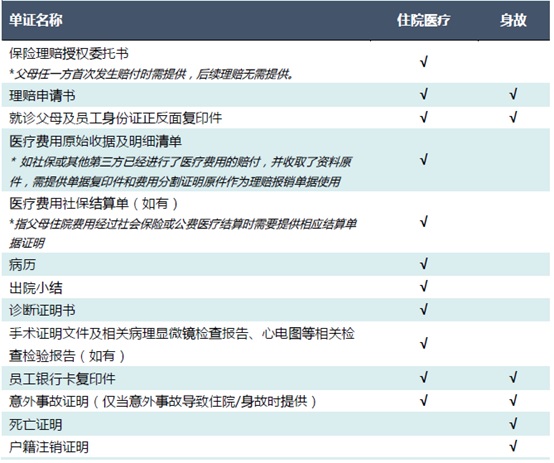 单证名称 住院医疗 身故
保险理赔授权委托书
*父母任一方首次发生赔付时需提供，后续理赔无需提供。 √
理赔申请书 √ √
就诊父母及员工身份证正反面复印件 √ √
医疗费用原始收据及明细清单
* 如社保或其他第三方已经进行了医疗费用的赔付，并收取了资料原
件，需提供单据复印件和费用分割证明原件作为理赔报销单据使用 √
医疗费用社保结算单（如有）
*指父母住院费用经过社会保险或公费医疗结算时需要提供相应结算单
据证明 √
病历 √
出院小结 √
诊断证明书 √
手术证明文件及相关病理显微镜检查报告、心电图等相关检
查检验报告（如有） √
员工银行卡复印件 √ √
意外事故证明（仅当意外事故导致住院/身故时提供） √ √
死亡证明 √
户籍注销证明 √